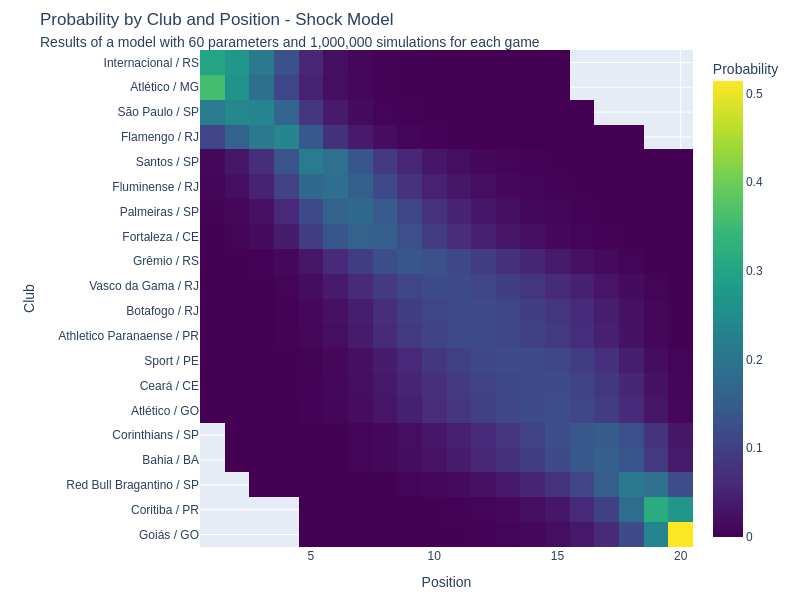 Probability by Club and Position - Shock Model
Results of a model with 60 parameters and 1,000,000 simulations for each game
Probability
Internacional / RS
Atlético / MG
São Paulo / SP
Flamengo / RJ
Santos / SP
Fluminense / RJ
Palmeiras / SP
Fortaleza / CE
Grêmio / RS
Vasco da Gama / RJ
Botafogo / RJ
Athletico Paranaense / PR
Sport / PE
Ceará / CE
Atlético / GO
Corinthians / SP
Bahia / BA
Red Bull Bragantino / SP
Coritiba / PR
Goiás / GO
Club
5
10
15
20
Position
0.5
0.4
0.3
0.2
0.1
0